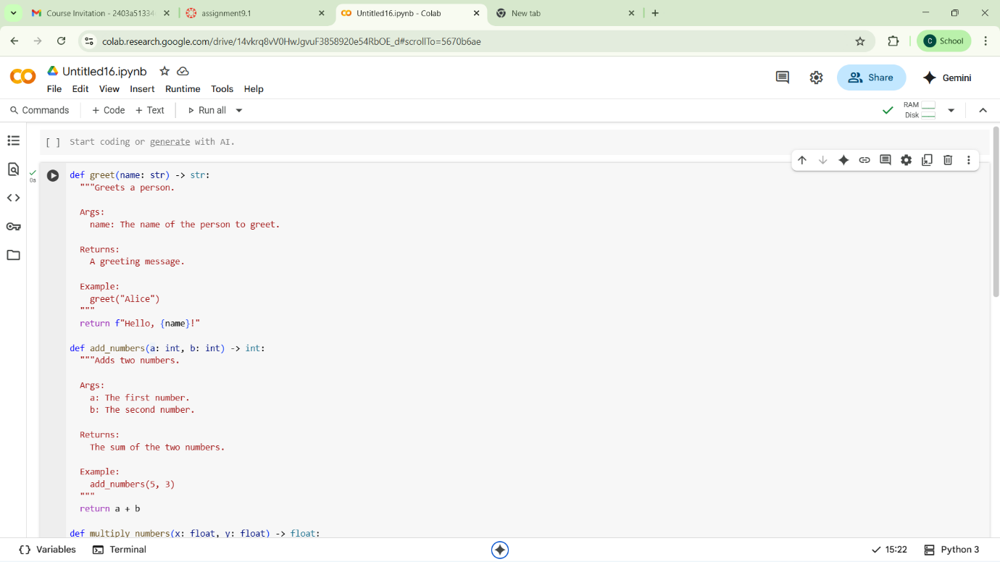 Course Invitation - 2403a51334
assignment9.1
Untitled16.ipynb - Colab
New tab
colab.research.google.com/drive/14vkrq8vV0HwJgvuF3858920e54RbOE_d#scrollTo=5670b6ae
C School
Untitled16.ipynb
File Edit View Insert Runtime Tools Help
Share
Gemini
Commands + Code + Text Run all
RAM
Disk
[ ] Start coding or generate with AI.
0s
def greet(name: str) -> str:
"""Greets a person.
Args:
name: The name of the person to greet.
Returns:
A greeting message.
Example:
greet("Alice")
"""
return f"Hello, {name}!"
def add_numbers(a: int, b: int) -> int:
"""Adds two numbers.
Args:
a: The first number.
b: The second number.
Returns:
The sum of the two numbers.
Example:
add_numbers(5, 3)
"""
return a + b
def multiply_numbers(x: float, y: float) -> float:
{} Variables Terminal
15:22 Python 3